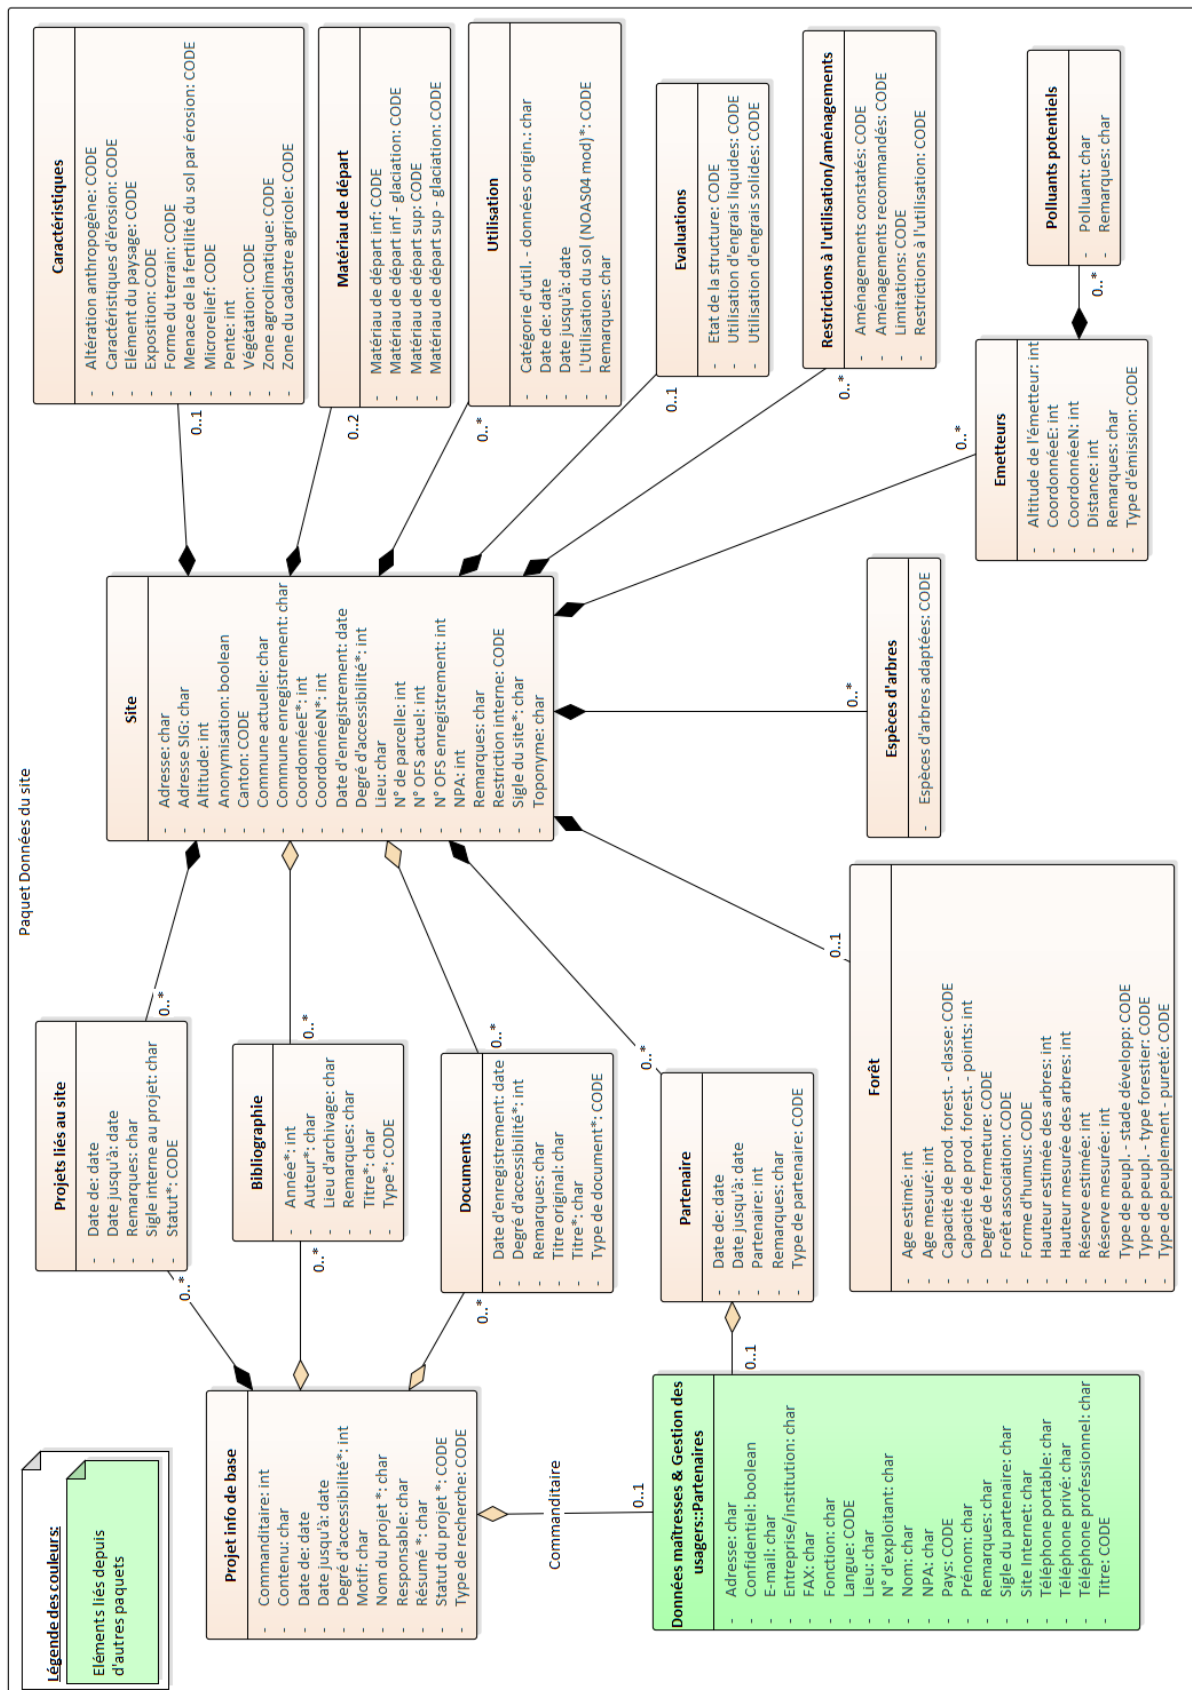 Paquet Données du site
Légende des couleurs:
Eléments liés depuis
d'autres paquets
Projet info de base
- Commanditaire: int
- Contenu: char
- Date de: date
- Date jusqu'à: date
- Degré d'accessibilité*: int
- Motif: char
- Nom du projet *: char
- Responsable: char
- Résumé *: char
- Statut du projet *: CODE
- Type de recherche: CODE
Commanditaire
0..1
Données maîtresses & Gestion des
usagers::Partenaires
- Adresse: char
- Confidentiel: boolean
- E-mail: char
- Entreprise/institution: char
- FAX: char
- Fonction: char
- Langue: CODE
- Lieu: char
- N° d'exploitant: char
- Nom: char
- NPA: char
- Pays: CODE
- Prénom: char
- Remarques: char
- Sigle du partenaire: char
- Site Internet: char
- Téléphone portable: char
- Téléphone privé: char
- Téléphone professionnel: char
- Titre: CODE
0..1
Projets liés au site
- Date de: date
- Date jusqu'à: date
- Remarques: char
- Sigle interne au projet: char
- Statut*: CODE
0..*
0..*
Bibliographie
- Année*: int
- Auteur*: char
- Lieu d'archivage: char
- Remarques: char
- Titre*: char
- Type*: CODE
0..*
0..*
Documents
- Date d'enregistrement: date
- Degré d'accessibilité*: int
- Remarques: char
- Titre original: char
- Titre*: char
- Type de document*: CODE
0..*
0..*
Partenaire
- Date de: date
- Date jusqu'à: date
- Partenaire: int
- Remarques: char
- Type de partenaire: CODE
0..*
Forêt
- Age estimé: int
- Age mesuré: int
- Capacité de prod. forest. - classe: CODE
- Capacité de prod. forest. - points: int
- Degré de fermeture: CODE
- Forêt association: CODE
- Forme d'humus: CODE
- Hauteur estimée des arbres: int
- Hauteur mesurée des arbres: int
- Réserve estimée: int
- Réserve mesurée: int
- Type de peupl. - stade développ: CODE
- Type de peupl. - type forestier: CODE
- Type de peuplement - pureté: CODE
0..1
Site
- Adresse: char
- Adresse SIG: char
- Altitude: int
- Anonymisation: boolean
- Canton: CODE
- Commune actuelle: char
- Commune enregistrement: char
- CoordonnéeE*: int
- CoordonnéeN*: int
- Date d'enregistrement: date
- Degré d'accessibilité*: int
- Lieu: char
- N° de parcelle: int
- N° OFS actuel: int
- N° OFS enregistrement: int
- NPA: int
- Remarques: char
- Restriction interne: CODE
- Sigle du site*: char
- Toponyme: char
Espèces d'arbres
- Espèces d'arbres adaptées: CODE
0..*
Caractéristiques
- Altération anthropogène: CODE
- Caractéristiques d'érosion: CODE
- Elément du paysage: CODE
- Exposition: CODE
- Forme du terrain: CODE
- Menace de la fertilité du sol par érosion: CODE
- Microrelief: CODE
- Pente: int
- Végétation: CODE
- Zone agroclimatique: CODE
- Zone du cadastre agricole: CODE
0..1
Matériau de départ
- Matériau de départ inf: CODE
- Matériau de départ inf - glaciation: CODE
- Matériau de départ sup: CODE
- Matériau de départ sup - glaciation: CODE
0..2
Utilisation
- Catégorie d'util. - données origin.: char
- Date de: date
- Date jusqu'à: date
- L'Utilisation du sol (NOAS04 mod)*: CODE
- Remarques: char
0..*
Evaluations
- Etat de la structure: CODE
- Utilisation d'engrais liquides: CODE
- Utilisation d'engrais solides: CODE
0..1
Restrictions à l'utilisation/aménagements
- Aménagements constatés: CODE
- Aménagements recommandés: CODE
- Limitations: CODE
- Restrictions à l'utilisation: CODE
0..*
Emetteurs
- Altitude de l'émetteur: int
- CoordonnéeE: int
- CoordonnéeN: int
- Distance: int
- Remarques: char
- Type d'émission: CODE
0..*
Polluants potentiels
- Polluant: char
- Remarques: char
0..*